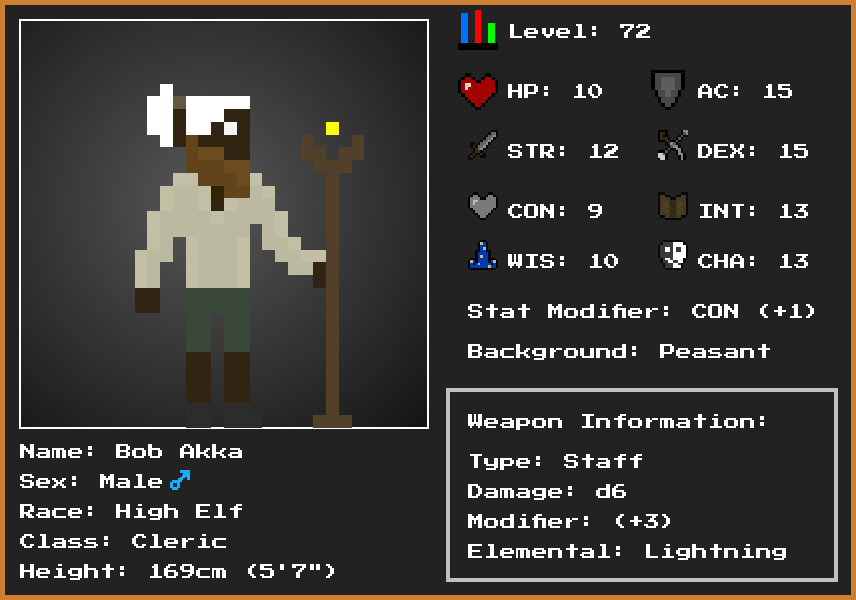 Level: 72
HP: 10 AC: 15
STR: 12 DEX: 15
CON: 9 INT: 13
WIS: 10 CHA: 13
Stat Modifier: CON (+1)
Background: Peasant
Weapon Information:
Type: Staff
Damage: d6
Modifier: (+3)
Elemental: Lightning
Name: Bob Akka
Sex: Male ♂
Race: High Elf
Class: Cleric
Height: 169cm (5'7")